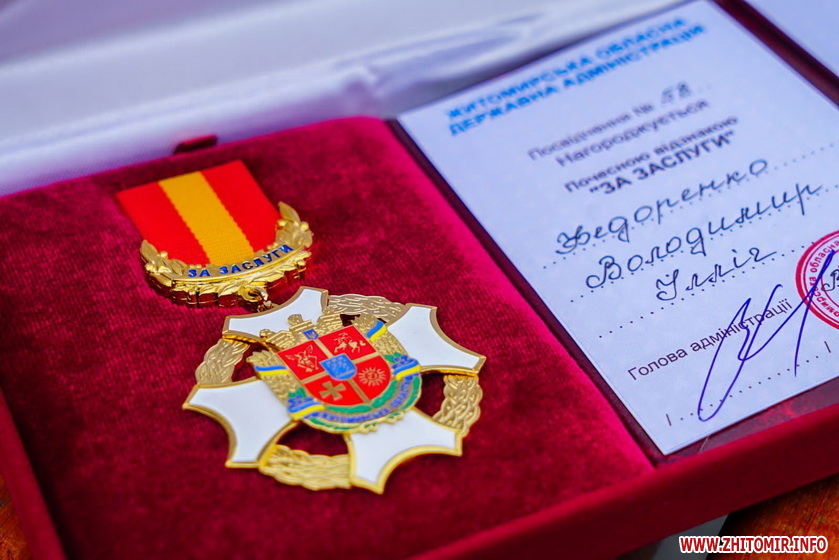 ЖИТОМИРСЬКА ОБЛАСНА
ДЕРЖАВНА АДМІНІСТРАЦІЯ
Посвідчення № 58
Нагороджується
Почесною відзнакою
"ЗА ЗАСЛУГИ"
Федоренко
Володимир
Ілліч
Голова адміністрації
ЗА ЗАСЛУГИ
WWW.ZHITOMIR.INFO